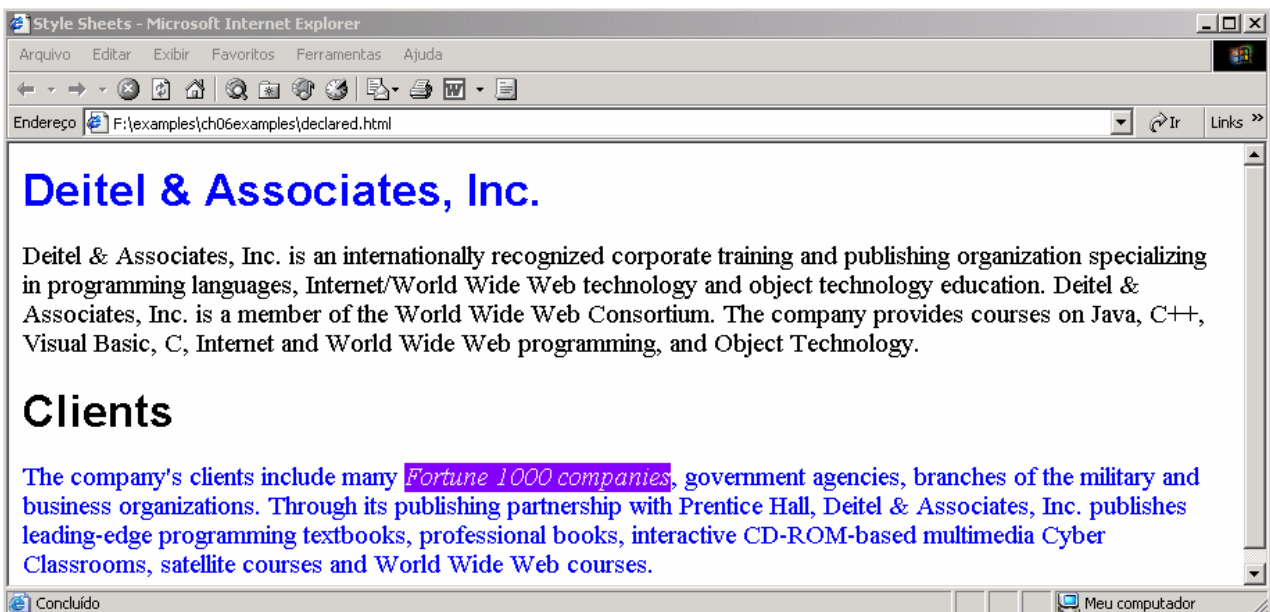 Style Sheets - Microsoft Internet Explorer
Arquivo Editar Exibir Favoritos Ferramentas Ajuda
Endereço F:\examples\ch06examples\declared.html Ir Links »
Deitel & Associates, Inc.
Deitel & Associates, Inc. is an internationally recognized corporate training and publishing organization specializing
in programming languages, Internet/World Wide Web technology and object technology education. Deitel &
Associates, Inc. is a member of the World Wide Web Consortium. The company provides courses on Java, C++,
Visual Basic, C, Internet and World Wide Web programming, and Object Technology.
Clients
The company's clients include many Fortune 1000 companies, government agencies, branches of the military and
business organizations. Through its publishing partnership with Prentice Hall, Deitel & Associates, Inc. publishes
leading-edge programming textbooks, professional books, interactive CD-ROM-based multimedia Cyber
Classrooms, satellite courses and World Wide Web courses.
Concluído Meu computador